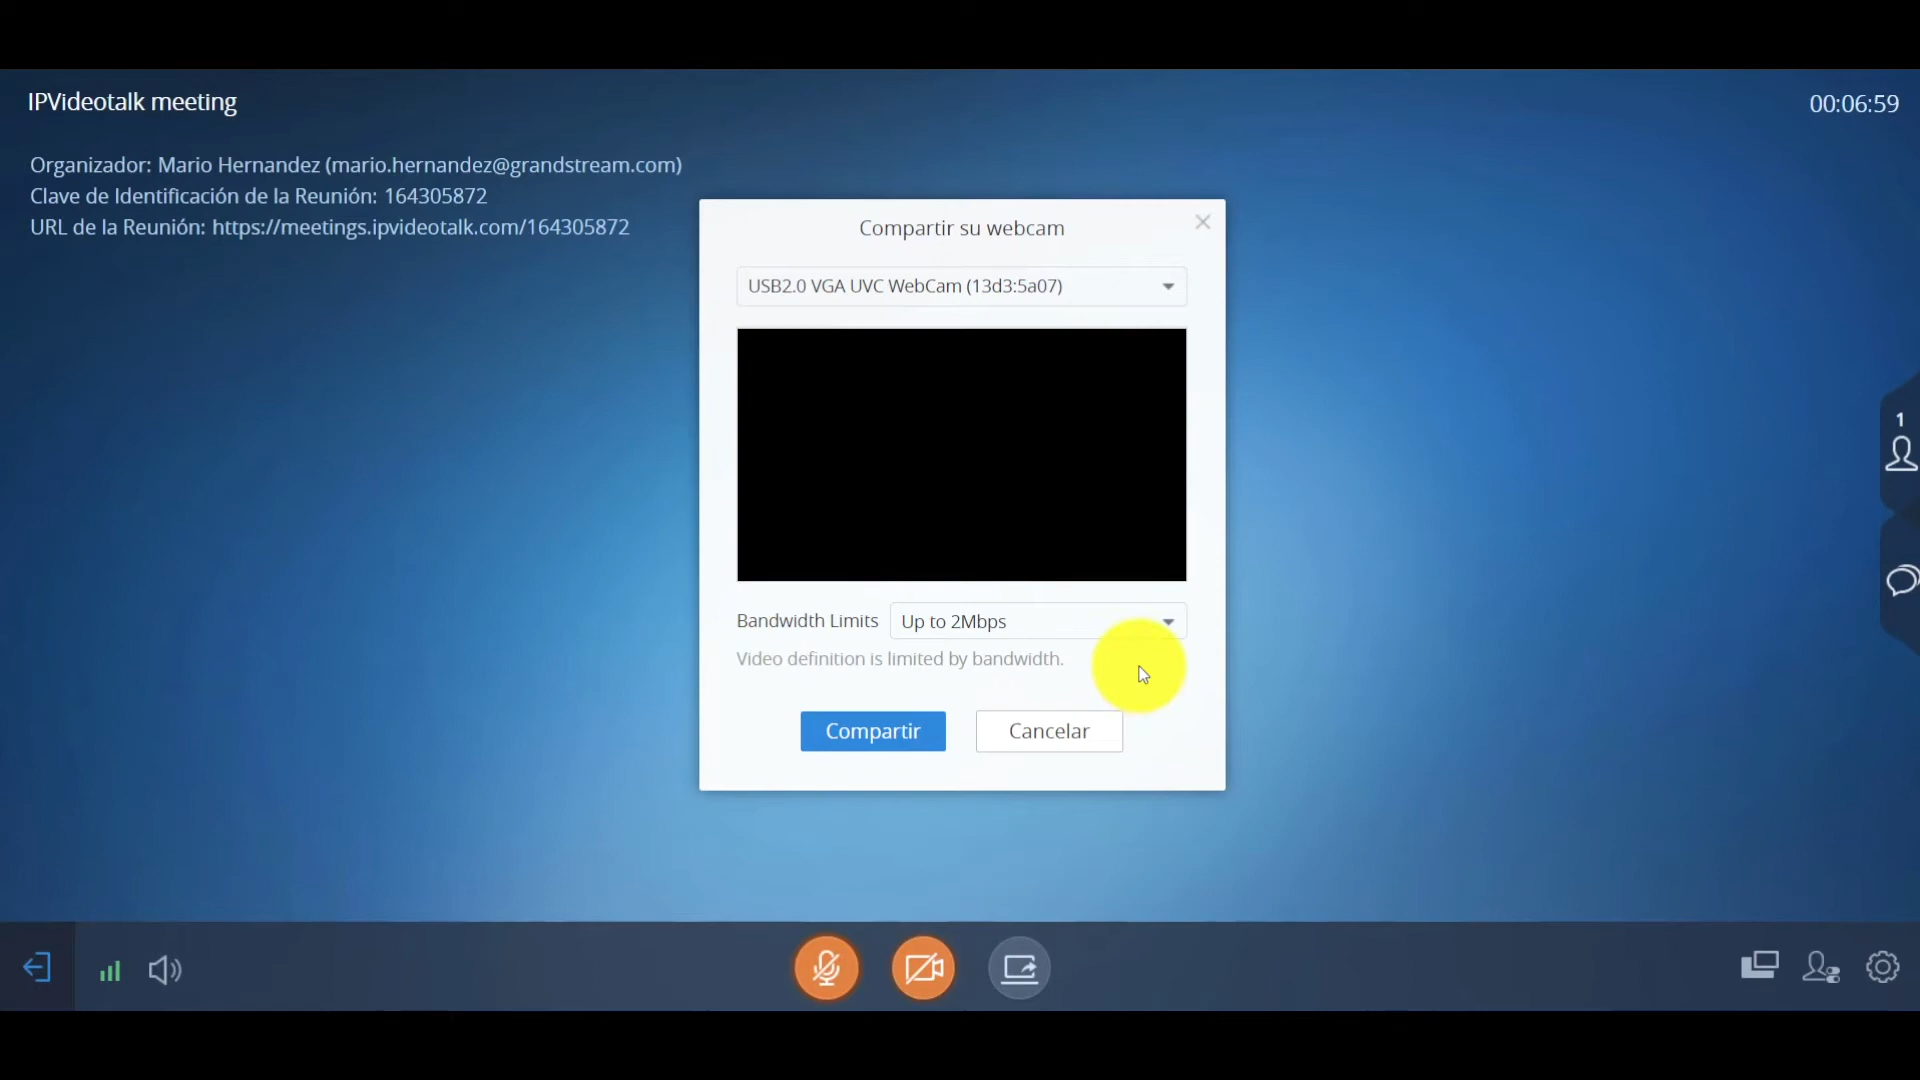 IPVideotalk meeting
00:06:59
Organizador: Mario Hernandez (mario.hernandez@grandstream.com)
Clave de Identificación de la Reunión: 164305872
URL de la Reunión: https://meetings.ipvideotalk.com/164305872
Compartir su webcam
USB2.0 VGA UVC WebCam (13d3:5a07)
1
Bandwidth Limits
Up to 2Mbps
Video definition is limited by bandwidth.
Compartir
Cancelar